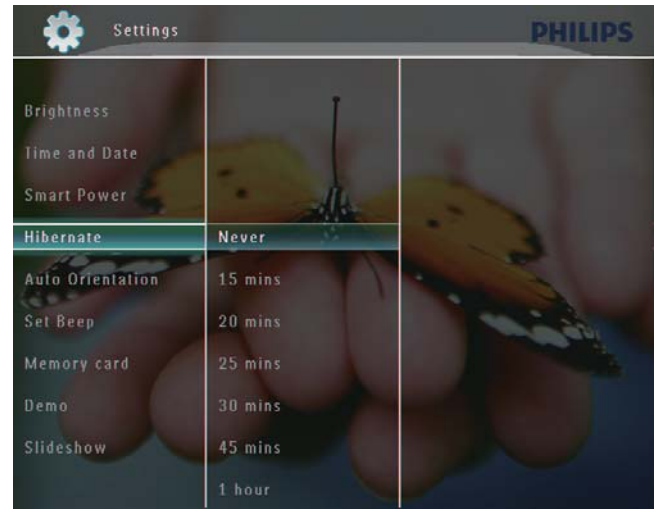 Settings
PHILIPS
Brightness
Time and Date
Smart Power
Hibernate
Auto Orientation
Set Beep
Memory card
Demo
Slideshow
Never
15 mins
20 mins
25 mins
30 mins
45 mins
1 hour